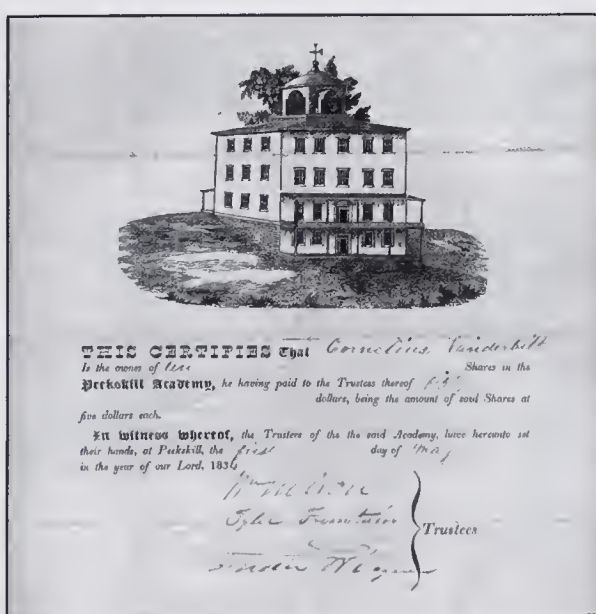 THIS CERTIFIES That Cornelius Vanderbilt
Is the owner of ten Shares in the
Peekskill Academy, he having paid to the Trustees thereof
dollars, being the amount of said Shares at
five dollars each.
In witness whereof, the Trustees of the the said Academy, have hereunto set
their hands, at Peekskill, the first day of May
in the year of our Lord, 183
Tyler Fountain
Trustees